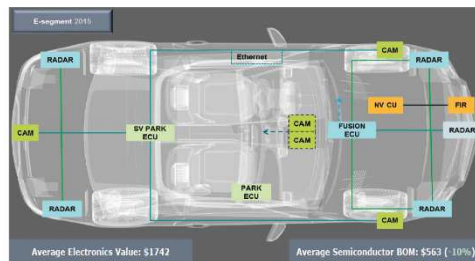 E-segment 2015
CAM
RADAR
RADAR
Ethernet
NV CU
FIR
CAM
CAM
SV PARK
ECU
CAM
FUSION
ECU
RADAR
PARK
ECU
RADAR
RADAR
CAM
Average Electronics Value: $1742
Average Semiconductor BOM: $563 (-10%)